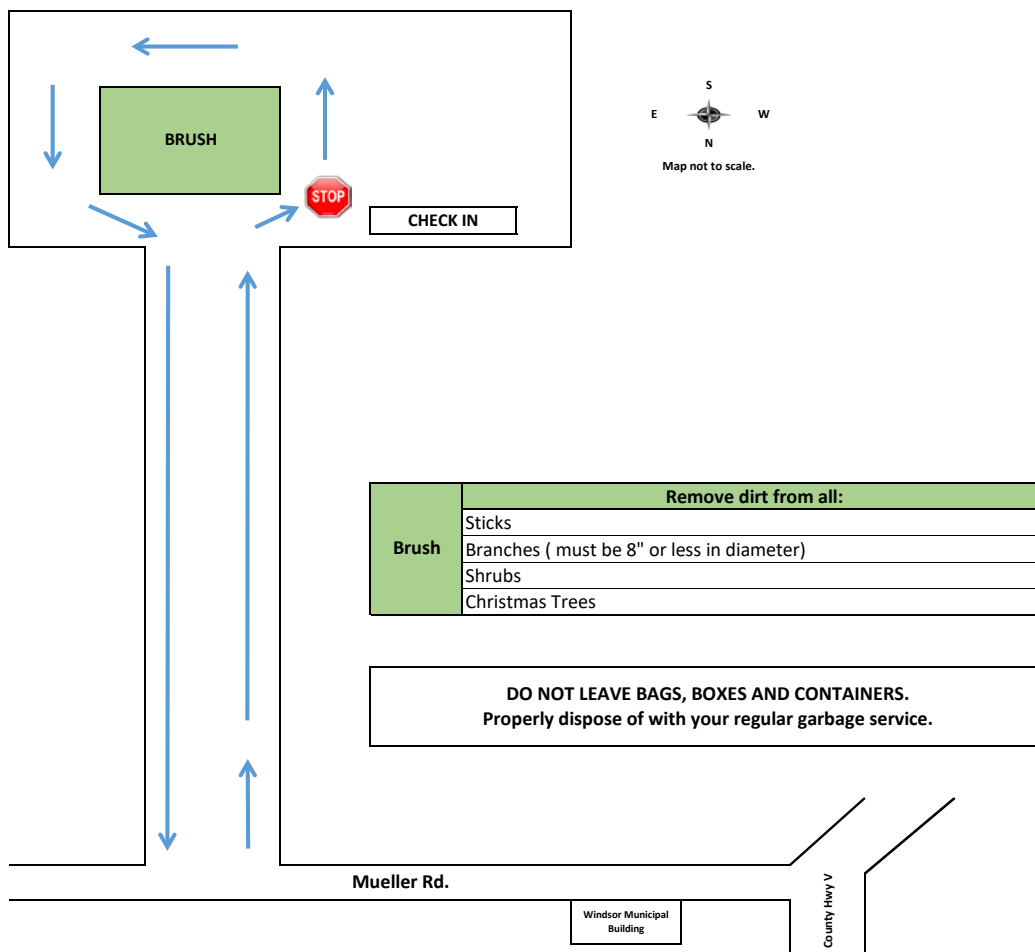 S
E
W
BRUSH
N
Map not to scale.
STOP
CHECK IN
Remove dirt from all:
Brush
Sticks
Branches ( must be 8" or less in diameter)
Shrubs
Christmas Trees
DO NOT LEAVE BAGS, BOXES AND CONTAINERS.
Properly dispose of with your regular garbage service.
Mueller Rd.
Windsor Municipal
Building
County Hwy V